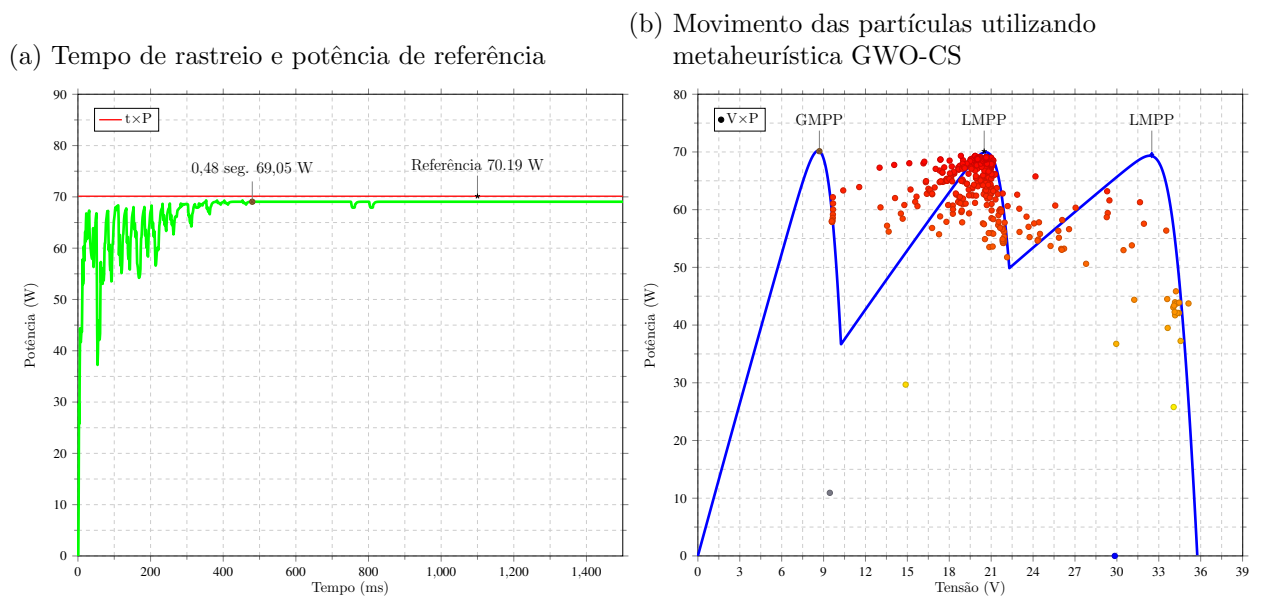 (a) Tempo de rastreio e potência de referência
90
80
70
60
50
40
30
20
10
0
Potência (W)
t×P
0,48 seg. 69,05 W
Referência 70.19 W
0
200
400
600
800
1,000
1,200
1,400
Tempo (ms)
(b) Movimento das partículas utilizando
metaheurística GWO-CS
80
70
60
50
40
30
20
10
0
Potência (W)
V×P
GMPP
LMPP
LMPP
0
3
6
9
12
15
18
21
24
27
30
33
36
39
Tensão (V)